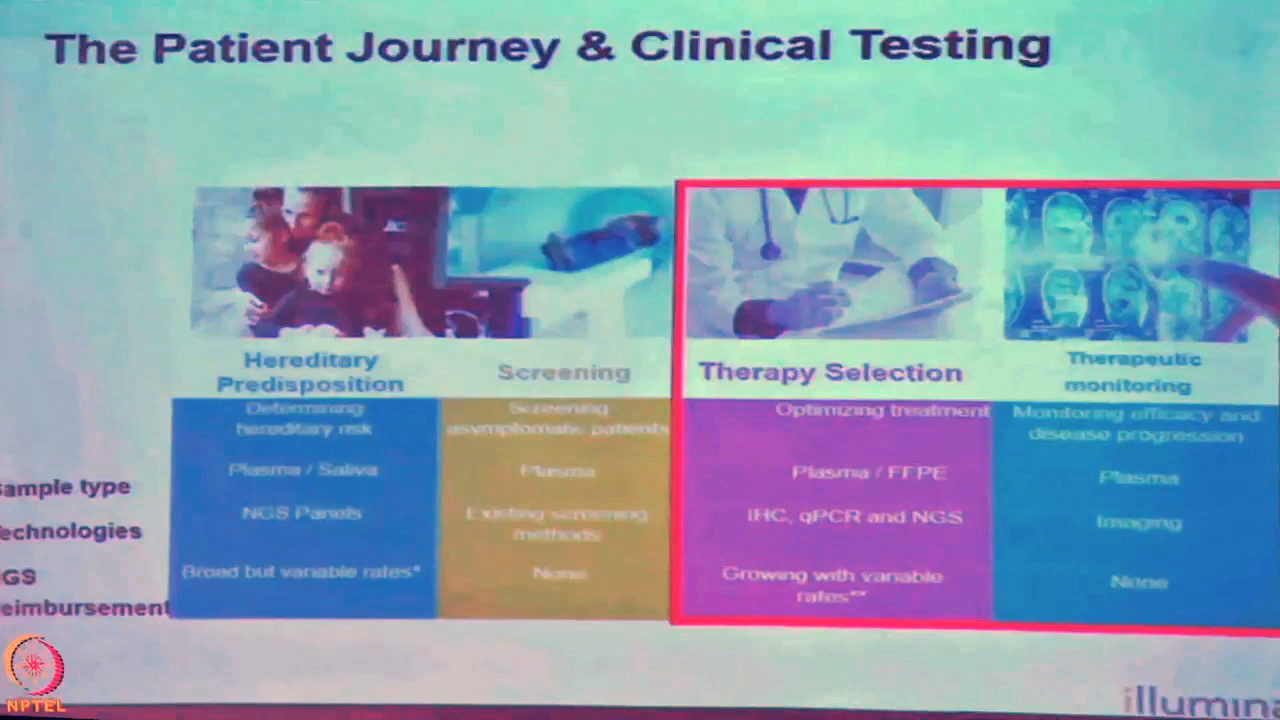 The Patient Journey & Clinical Testing
Hereditary
Predisposition
Screening
Therapy Selection
Therapeutic
monitoring
Determining
hereditary risk
Screening
asymptomatic patients
Optimizing treatment
Monitoring efficacy and
disease progression
ample type
Plasma / Saliva
Plasma
Plasma / FFPE
Plasma
echnologies
NGS Panels
Existing screening
methods
IHC, qPCR and NGS
Imaging
GS
eimbursement
Broad but variable rates*
None
Growing with variable
rates**
None
NPTEL
illumina